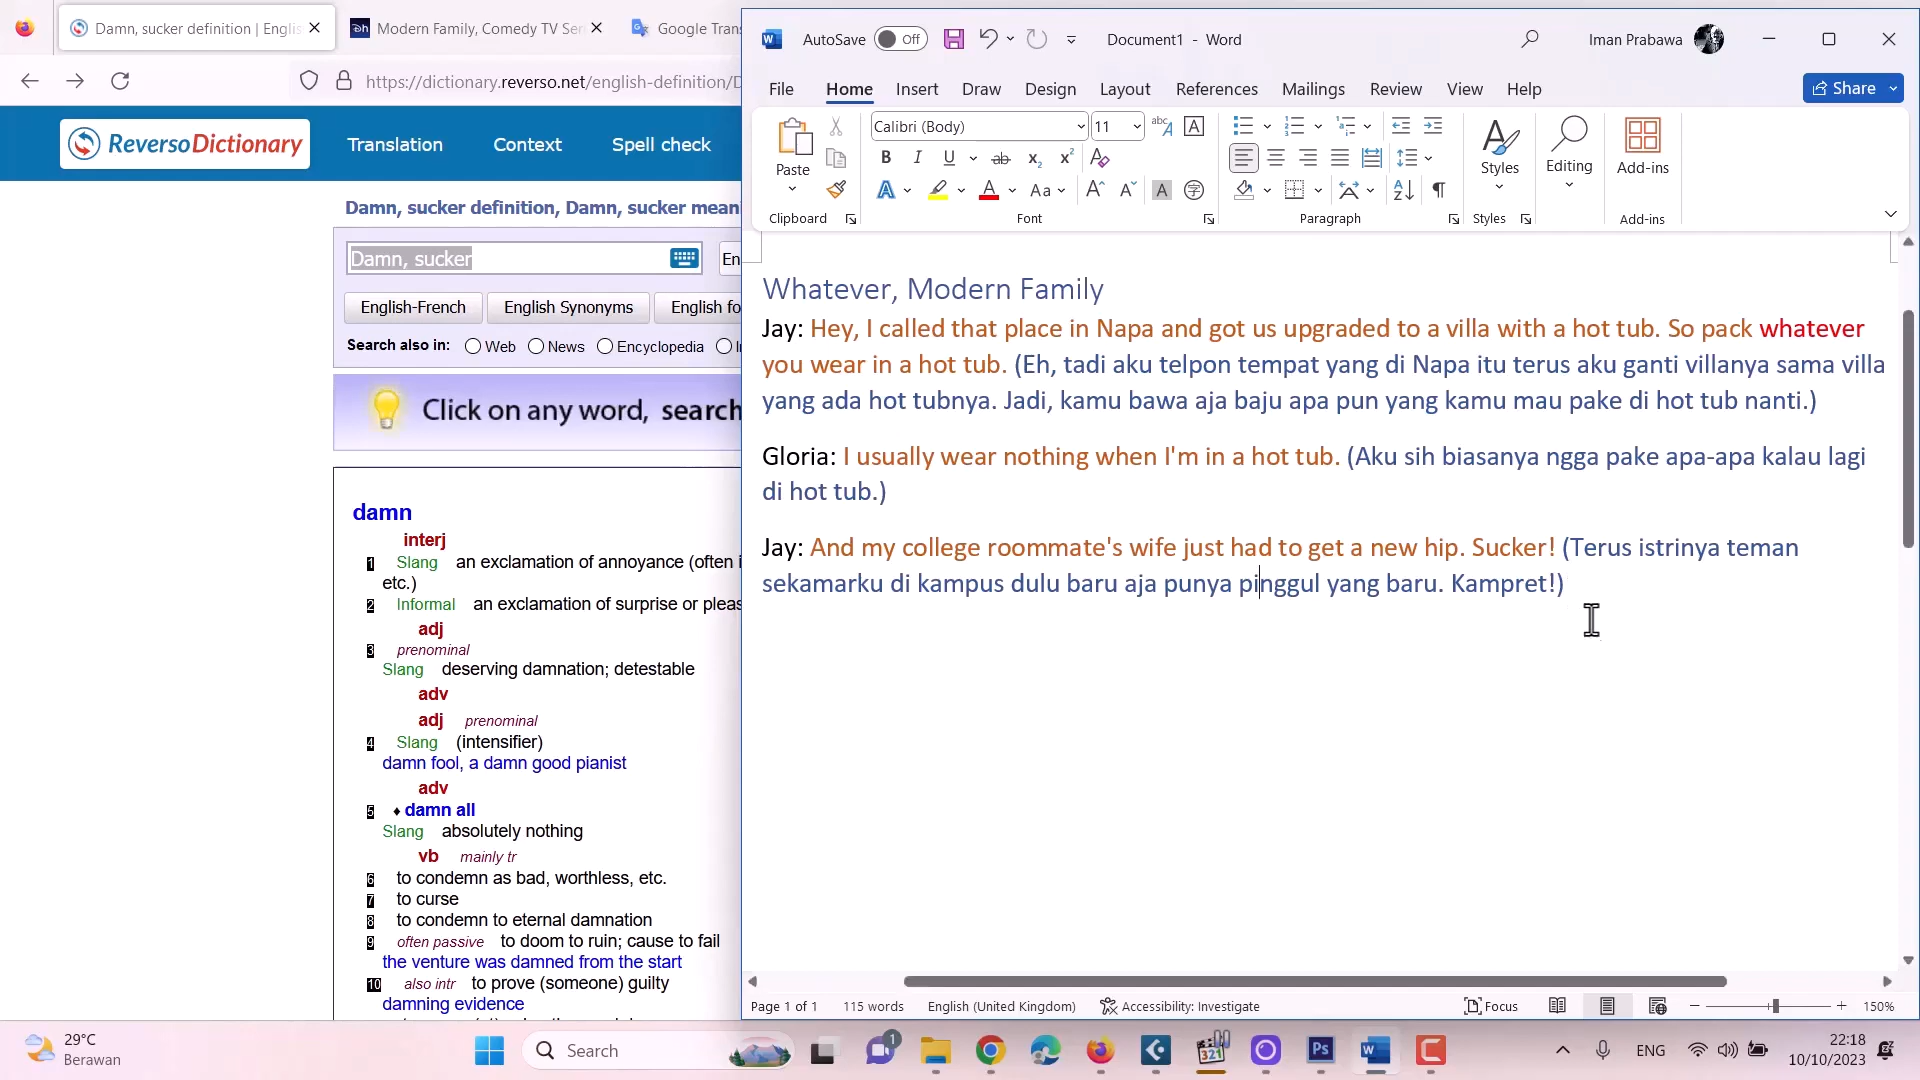 Damn, sucker definition | Englis
Modern Family, Comedy TV Ser
Google Trans
https://dictionary.reverso.net/english-definition/D
ReversoDictionary
Translation
Context
Spell check
Damn, sucker definition, Damn, sucker meani
Damn, sucker
En
English-French
English Synonyms
English fo
Search also in:
Web
News
Encyclopedia
Click on any word, search
damn
interj
1 Slang an exclamation of annoyance (often i
etc.)
2 Informal an exclamation of surprise or pleas
adj
3 prenominal
Slang deserving damnation; detestable
adv
adj prenominal
4 Slang (intensifier)
damn fool, a damn good pianist
adv
5 ♦ damn all
Slang absolutely nothing
vb mainly tr
6 to condemn as bad, worthless, etc.
7 to curse
8 to condemn to eternal damnation
9 often passive to doom to ruin; cause to fail
the venture was damned from the start
10 also intr to prove (someone) guilty
damning evidence
AutoSave Off
Document1 - Word
Iman Prabawa
File
Home
Insert
Draw
Design
Layout
References
Mailings
Review
View
Help
Share
Paste
Clipboard
Calibri (Body)
11
Font
Paragraph
Styles
Styles
Editing
Add-ins
Add-ins
Whatever, Modern Family
Jay: Hey, I called that place in Napa and got us upgraded to a villa with a hot tub. So pack whatever
you wear in a hot tub. (Eh, tadi aku telpon tempat yang di Napa itu terus aku ganti villanya sama villa
yang ada hot tubnya. Jadi, kamu bawa aja baju apa pun yang kamu mau pake di hot tub nanti.)
Gloria: I usually wear nothing when I'm in a hot tub. (Aku sih biasanya ngga pake apa-apa kalau lagi
di hot tub.)
Jay: And my college roommate's wife just had to get a new hip. Sucker! (Terus istrinya teman
sekamarku di kampus dulu baru aja punya pinggul yang baru. Kampret!)
Page 1 of 1
115 words
English (United Kingdom)
Accessibility: Investigate
Focus
150%
29°C
Berawan
Search
1
321
Ps
ENG
22:18
10/10/2023